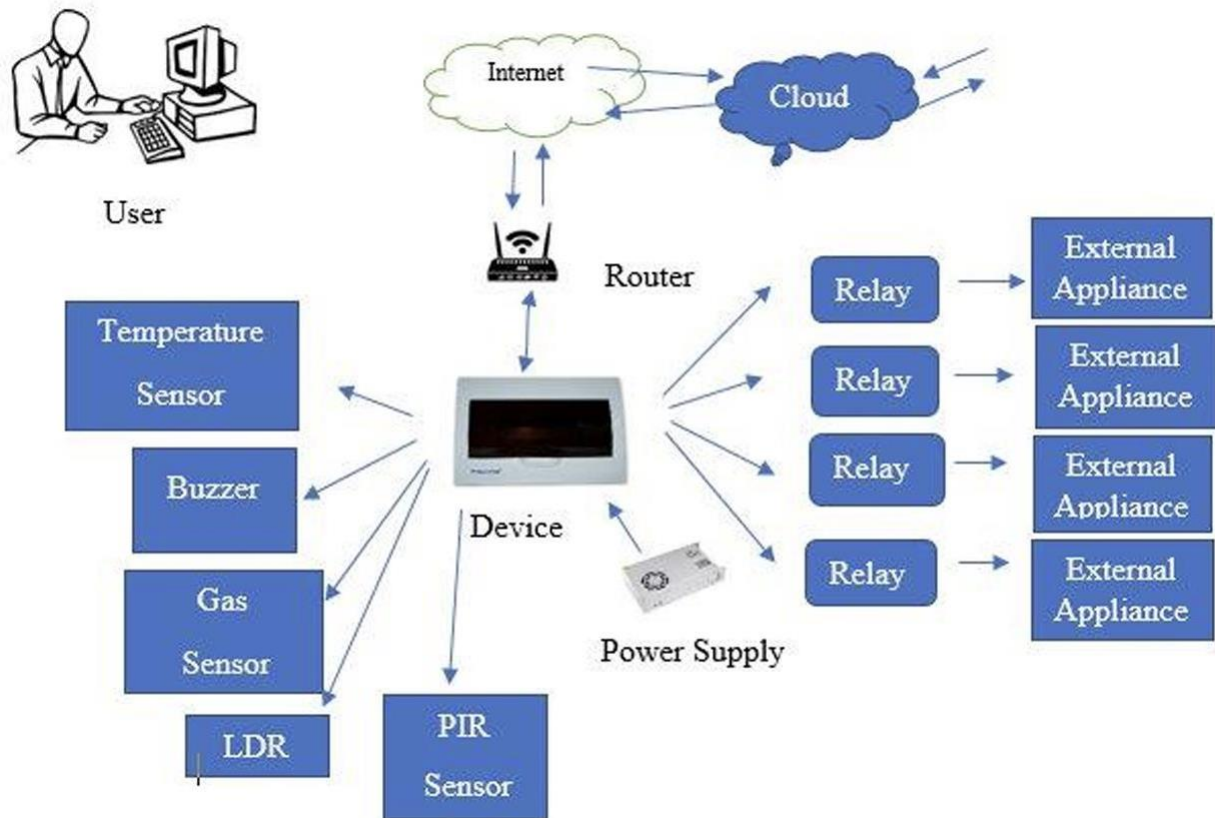 Internet
Cloud
User
Router
Relay
External
Appliance
Temperature
Sensor
Relay
External
Appliance
Buzzer
Relay
External
Appliance
Device
Gas
Sensor
Relay
External
Appliance
Power Supply
LDR
PIR
Sensor